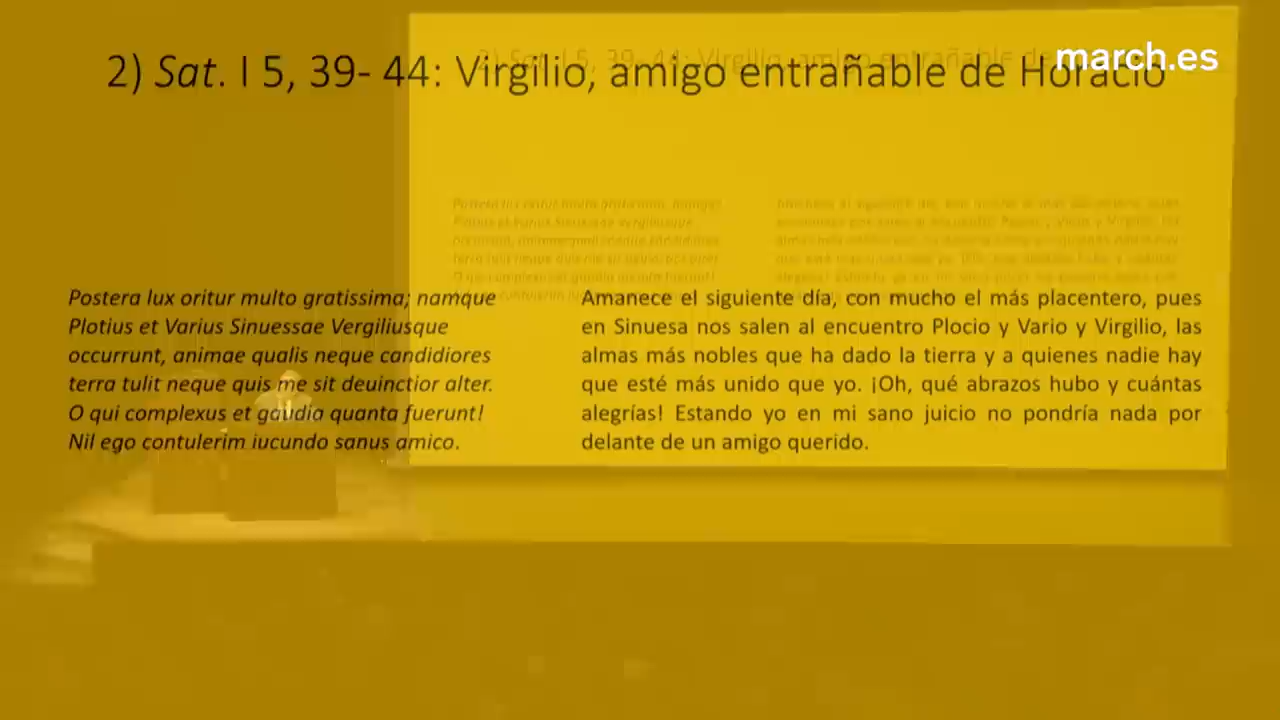 march.es
2) Sat. I 5, 39- 44: Virgilio, amigo entrañable de Horacio
Postera lux oritur multo gratissima; namque
Plotius et Varius Sinuessae Vergiliusque
occurrunt, animae qualis neque candidiores
terra tulit neque quis me sit deuinctior alter.
O qui complexus et gaudia quanta fuerunt!
Nil ego contulerim iucundo sanus amico.
Amanece el siguiente día, con mucho el más placentero, pues
en Sinuesa nos salen al encuentro Plocio y Vario y Virgilio, las
almas más nobles que ha dado la tierra y a quienes nadie hay
que esté más unido que yo. ¡Oh, qué abrazos hubo y cuántas
alegrías! Estando yo en mi sano juicio no pondría nada por
delante de un amigo querido.